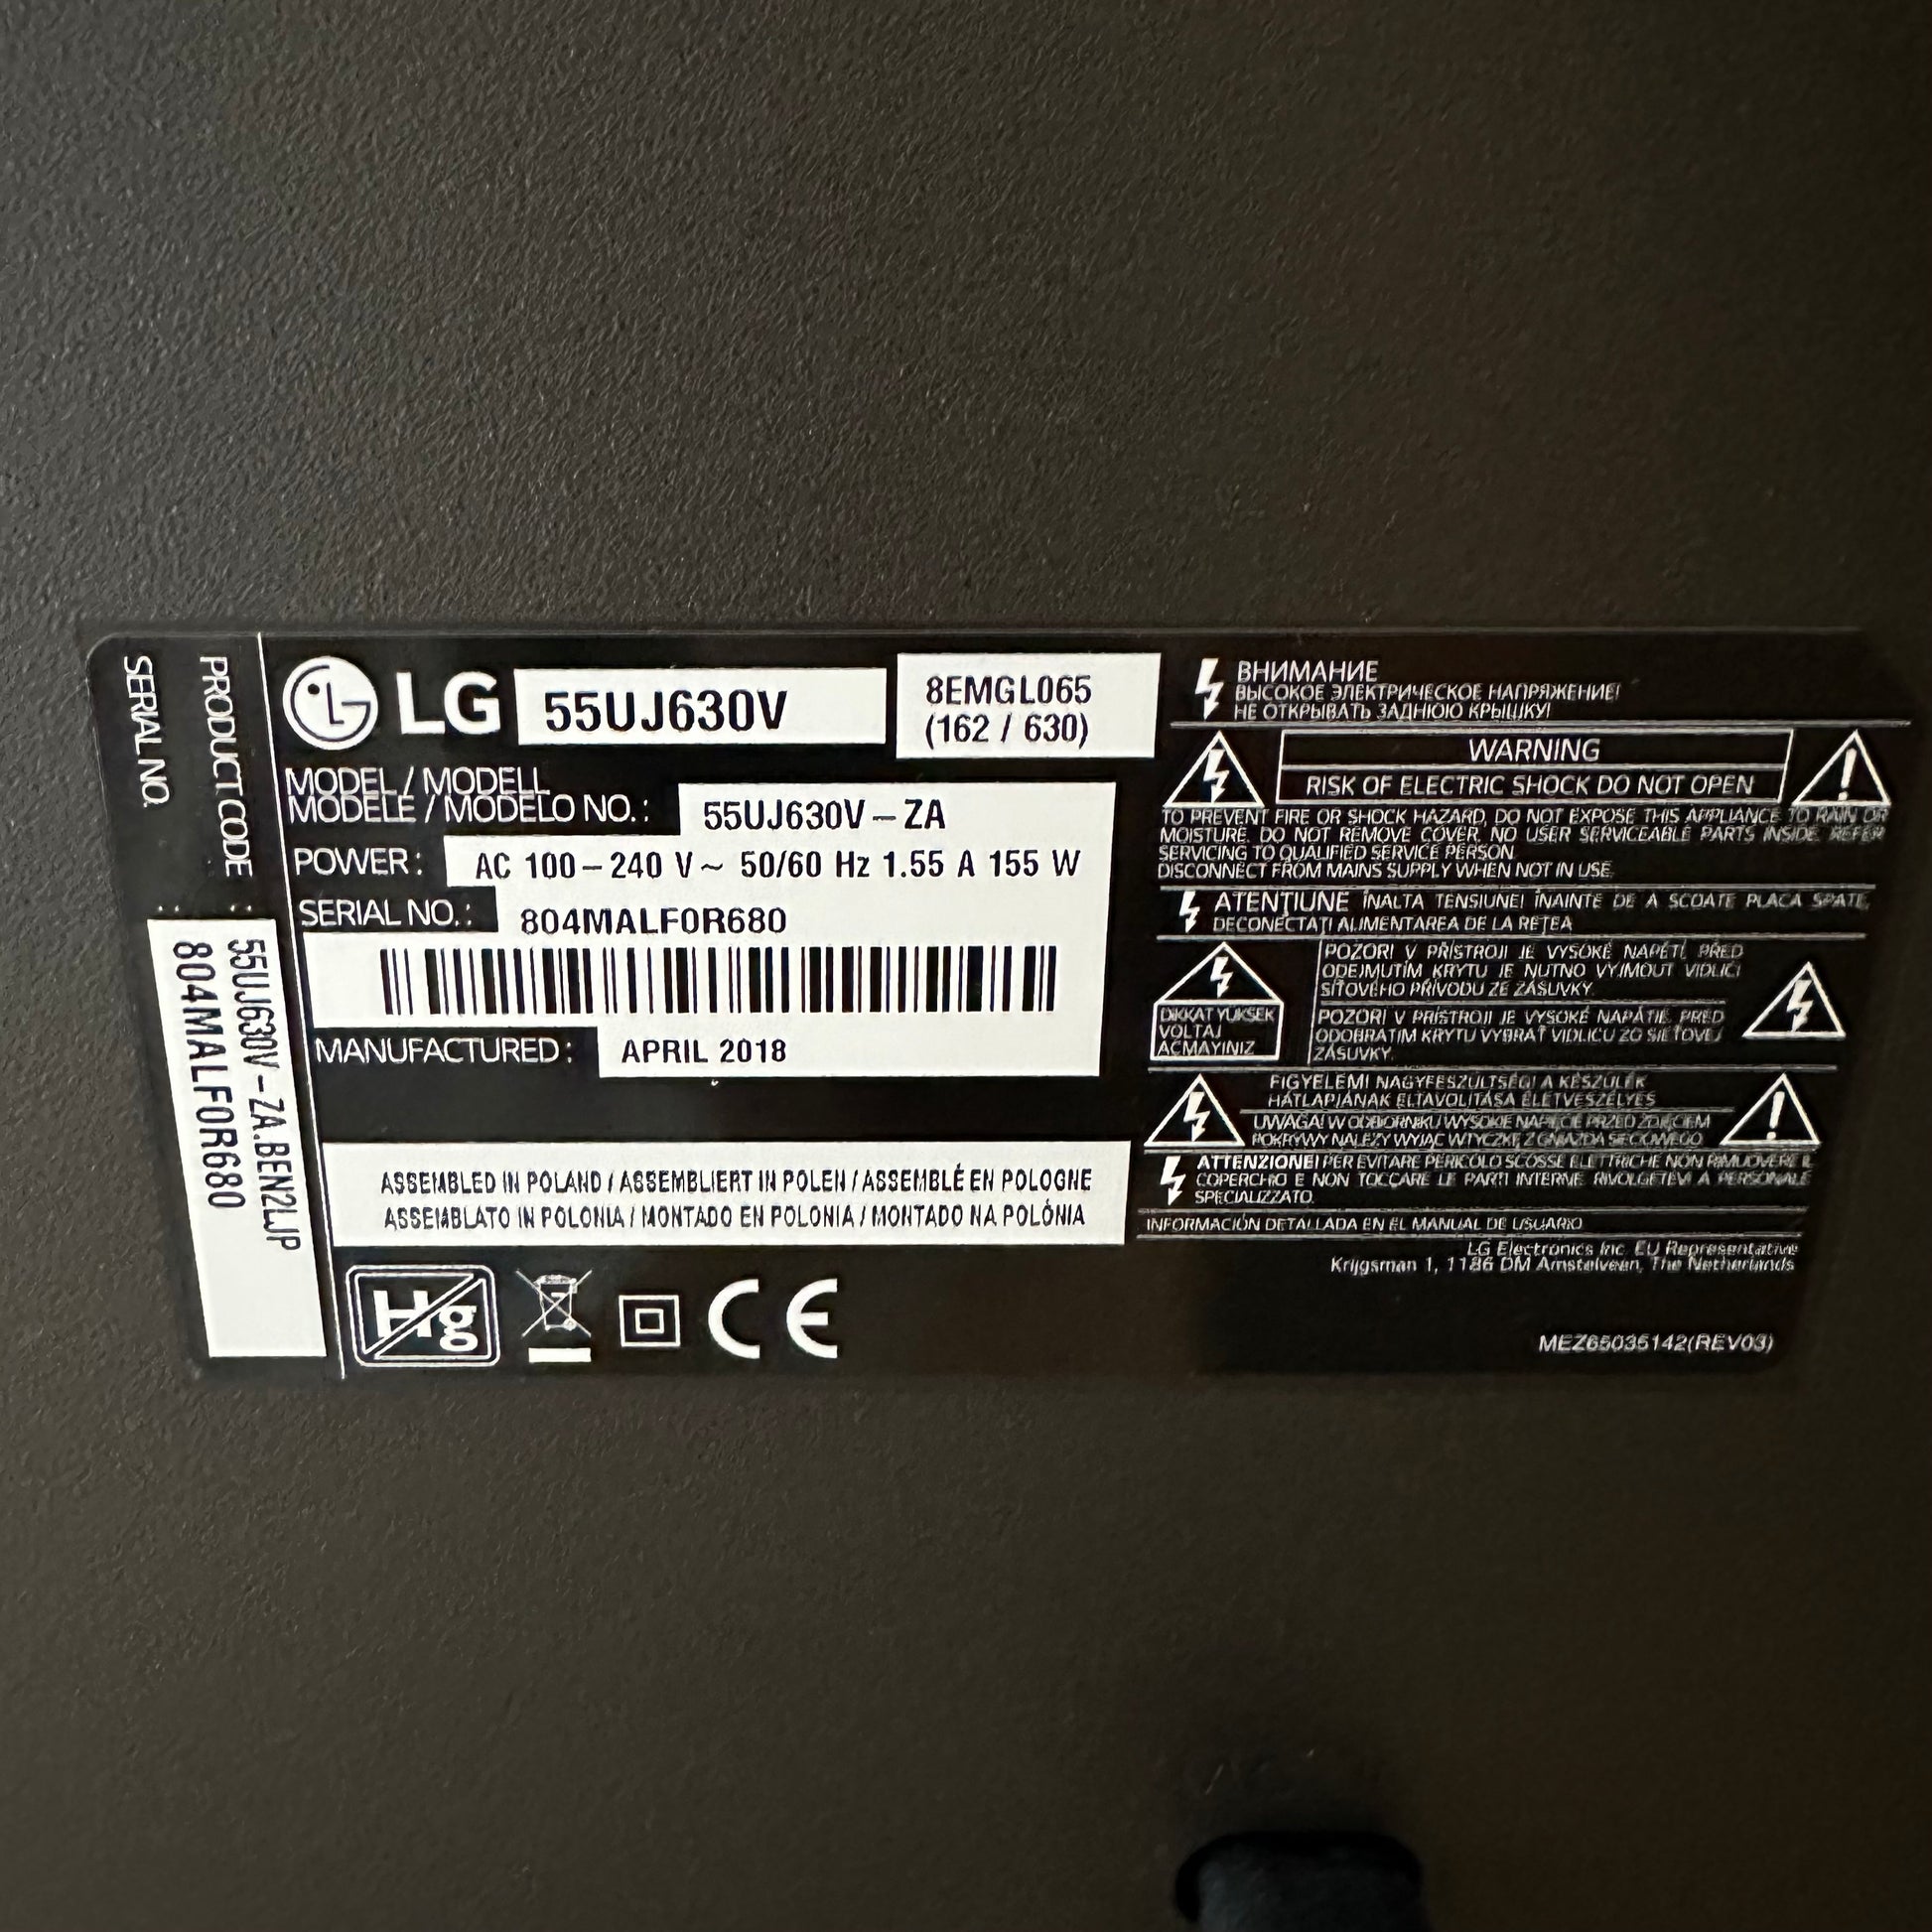 SERIAL NO. : 804MALF0R680
PRODUCT CODE : 55UJ630V-ZA.BEN2LJP
LG 55UJ630V
8EMGL065
(162 / 630)
MODEL / MODELL
MODÈLE / MODELO NO. : 55UJ630V-ZA
POWER : AC 100-240 V~ 50/60 Hz 1.55 A 155 W
SERIAL NO. : 804MALF0R680
MANUFACTURED : APRIL 2018
ASSEMBLED IN POLAND / ASSEMBLIERT IN POLEN / ASSEMBLÉ EN POLOGNE
ASSEMBLATO IN POLONIA / MONTADO EN POLONIA / MONTADO NA POLÓNIA
Hg
CE
ВНИМАНИЕ
ВЫСОКОЕ ЭЛЕКТРИЧЕСКОЕ НАПРЯЖЕНИЕ!
НЕ ОТКРЫВАТЬ ЗАДНЮЮ КРЫШКУ!
WARNING
RISK OF ELECTRIC SHOCK DO NOT OPEN
TO PREVENT FIRE OR SHOCK HAZARD, DO NOT EXPOSE THIS APPLIANCE TO RAIN OR
MOISTURE. DO NOT REMOVE COVER. NO USER SERVICEABLE PARTS INSIDE. REFER
SERVICING TO QUALIFIED SERVICE PERSON.
DISCONNECT FROM MAINS SUPPLY WHEN NOT IN USE.
ATENŢIUNE ÎNALTA TENSIUNE! ÎNAINTE DE A SCOATE PLACA SPATE,
DECONECTAŢI ALIMENTAREA DE LA REŢEA
DIKKAT YUKSEK
VOLTAJ
ACMAYINIZ
POZOR! V PŘÍSTROJI JE VYSOKÉ NAPĚTÍ, PŘED
ODEJMUTÍM KRYTU JE NUTNO VYJMOUT VIDLICI
SÍŤOVÉHO PŘÍVODU ZE ZÁSUVKY.
POZOR! V PRÍSTROJI JE VYSOKÉ NAPÄTIE, PRED
ODOBRATÍM KRYTU VYBRAŤ VIDLICU ZO SIEŤOVEJ
ZÁSUVKY.
FIGYELEM! NAGYFESZÜLTSÉG! A KÉSZÜLÉK
HÁTLAPJÁNAK ELTÁVOLÍTÁSA ÉLETVESZÉLYES
UWAGA! W ODBIORNIKU WYSOKIE NAPIĘCIE PRZED ZDJĘCIEM
POKRYWY NALEŻY WYJĄC WTYCZKĘ Z GNIAZDA SIECIOWEGO
ATTENZIONE! PER EVITARE PERICOLO SCOSSE ELETTRICHE NON RIMUOVERE IL
COPERCHIO E NON TOCCARE LE PARTI INTERNE. RIVOLGETEVI A PERSONALE
SPECIALIZZATO.
INFORMACIÓN DETALLADA EN EL MANUAL DE USUARIO
LG Electronics Inc. EU Representative
Krijgsman 1, 1186 DM Amstelveen, The Netherlands
MEZ65035142(REV03)